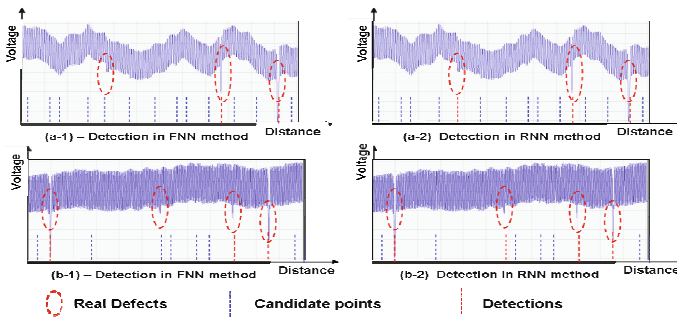 Voltage
Voltage
Distance
(a-1) – Detection in FNN method
(a-2) Detection in RNN method
Distance
Voltage
Voltage
(b-1) – Detection in FNN method
Distance
(b-2) Detection in RNN method
Distance
Real Defects
Candidate points
Detections